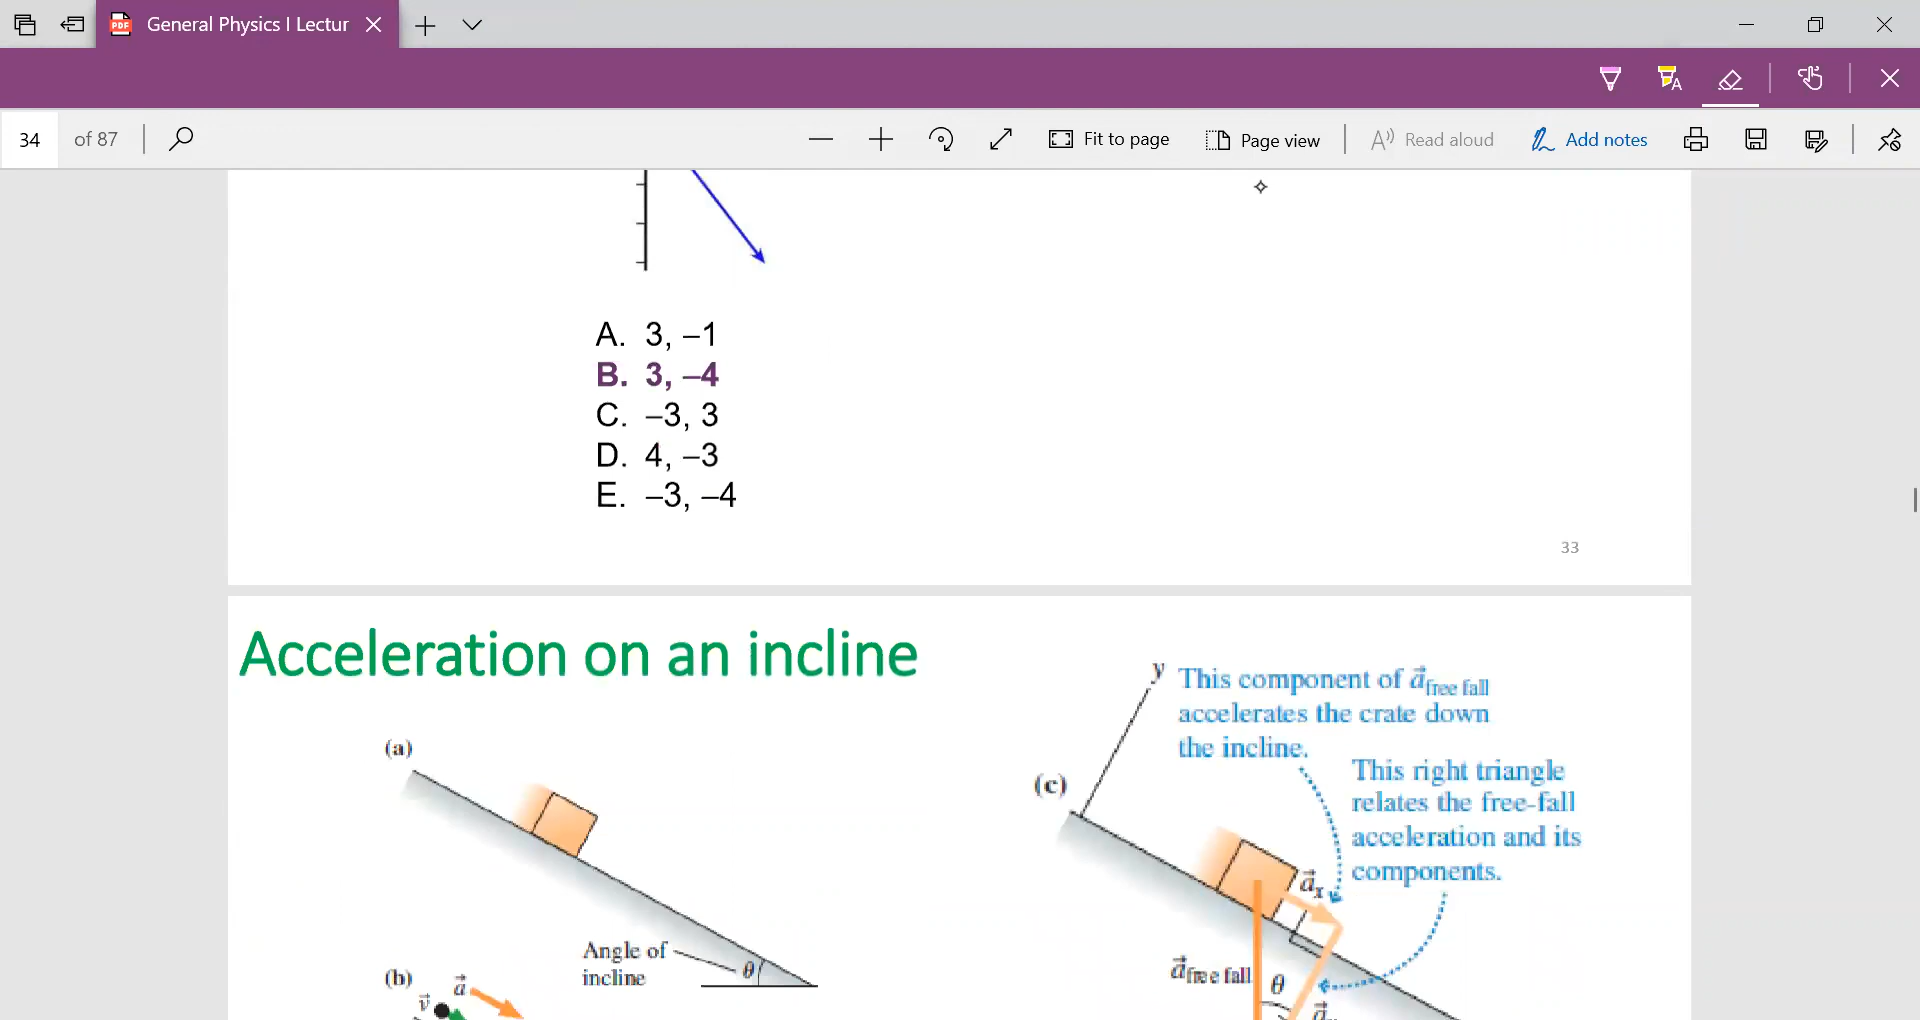 General Physics I Lectur
34 of 87
Fit to page
Page view
Read aloud
Add notes
A. 3, –1
B. 3, –4
C. –3, 3
D. 4, –3
E. –3, –4
33
Acceleration on an incline
(a)
Angle of
incline
θ
(b)
v⃗
a⃗
(c)
y
This component of a⃗free fall
accelerates the crate down
the incline.
This right triangle
relates the free-fall
acceleration and its
components.
a⃗x
a⃗free fall
θ